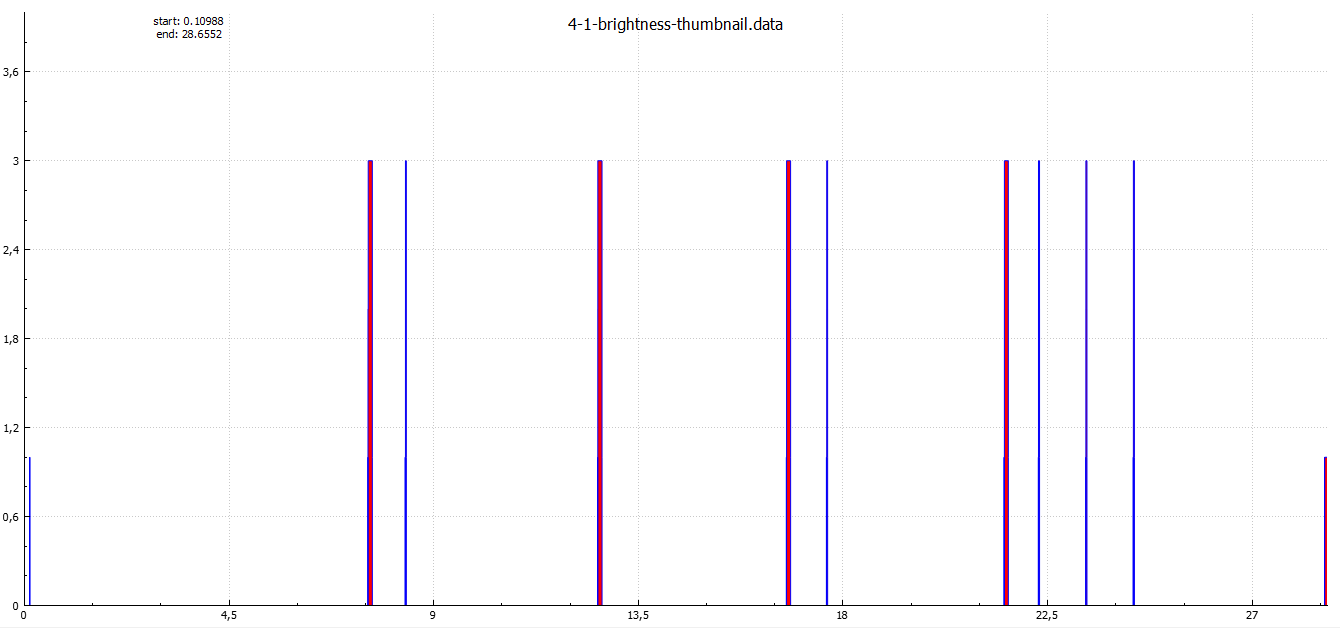 start: 0.10988
end: 28.6552
4-1-brightness-thumbnail.data
3,6
3
2,4
1,8
1,2
0,6
0
0 4,5 9 13,5 18 22,5 27